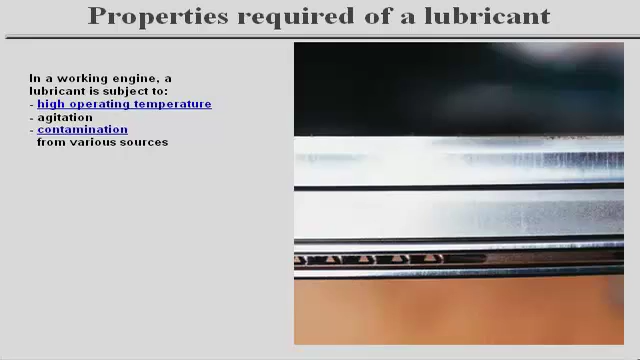 Properties required of a lubricant
In a working engine, a
lubricant is subject to:
- high operating temperature
- agitation
- contamination
from various sources